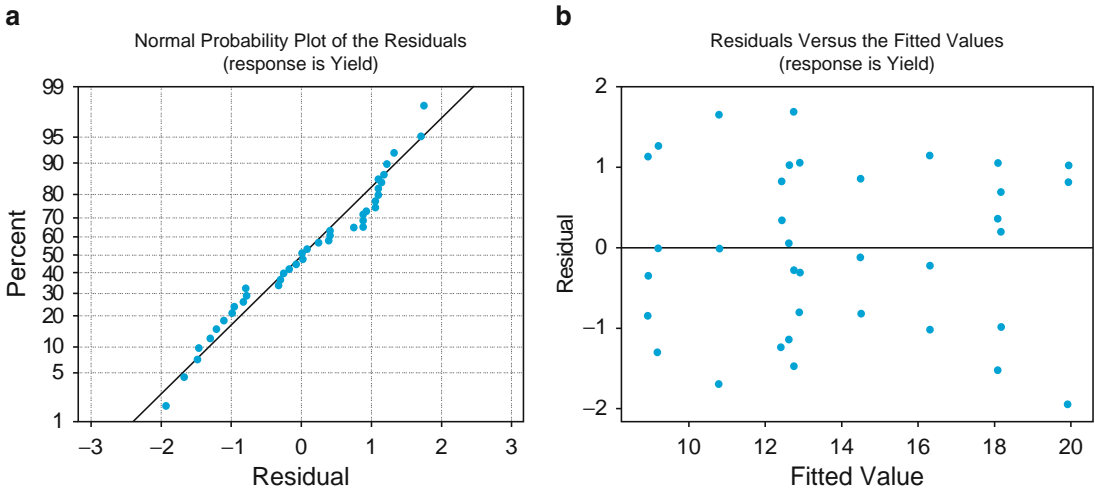 a
Normal Probability Plot of the Residuals
(response is Yield)
99
95
90
80
70
60
50
40
30
20
10
5
1
Percent
−3 −2 −1 0 1 2 3
Residual
b
Residuals Versus the Fitted Values
(response is Yield)
2
1
0
−1
−2
Residual
10 12 14 16 18 20
Fitted Value